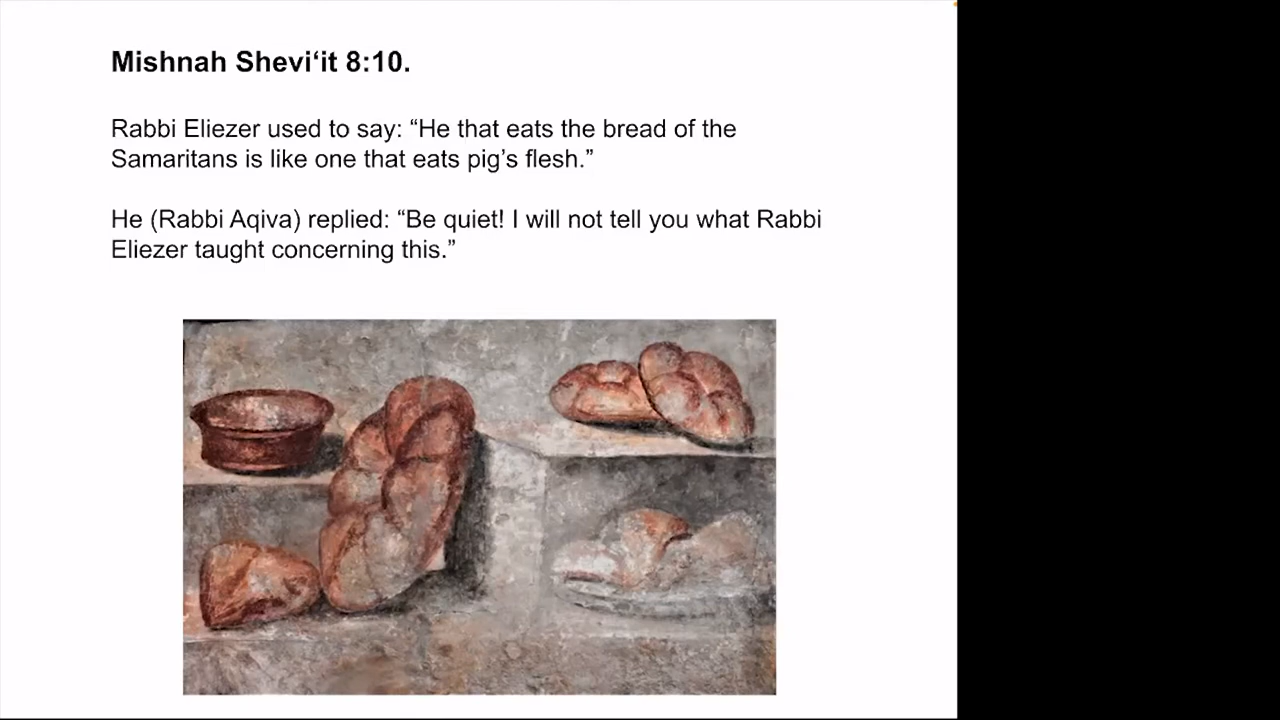 Mishnah Shevi‘it 8:10.
Rabbi Eliezer used to say: “He that eats the bread of the
Samaritans is like one that eats pig’s flesh.”
He (Rabbi Aqiva) replied: “Be quiet! I will not tell you what Rabbi
Eliezer taught concerning this.”